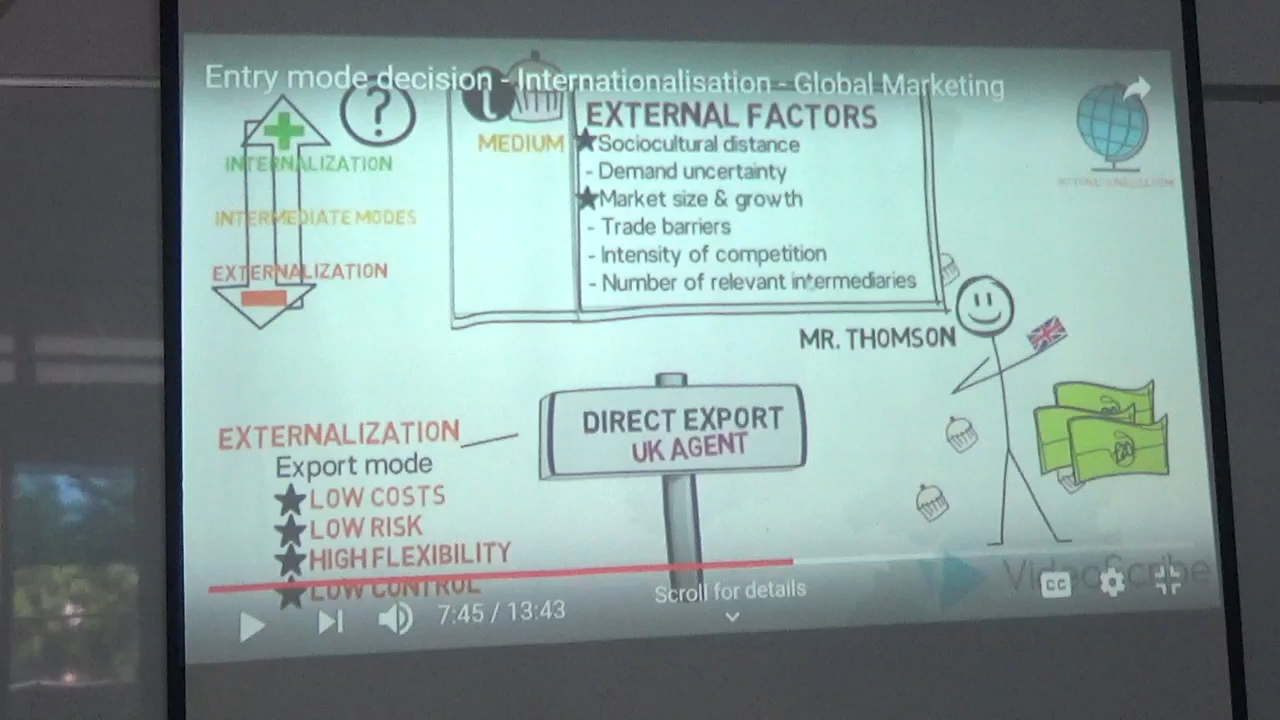 Entry mode decision - Internationalisation - Global Marketing
INTERNALIZATION
INTERMEDIATE MODES
EXTERNALIZATION
MEDIUM
EXTERNAL FACTORS
Sociocultural distance
- Demand uncertainty
Market size & growth
- Trade barriers
- Intensity of competition
- Number of relevant intermediaries
MR. THOMSON
EXTERNALIZATION
Export mode
LOW COSTS
LOW RISK
HIGH FLEXIBILITY
LOW CONTROL
DIRECT EXPORT
UK AGENT
VideoScribe
Scroll for details
7:45 / 13:43
CC